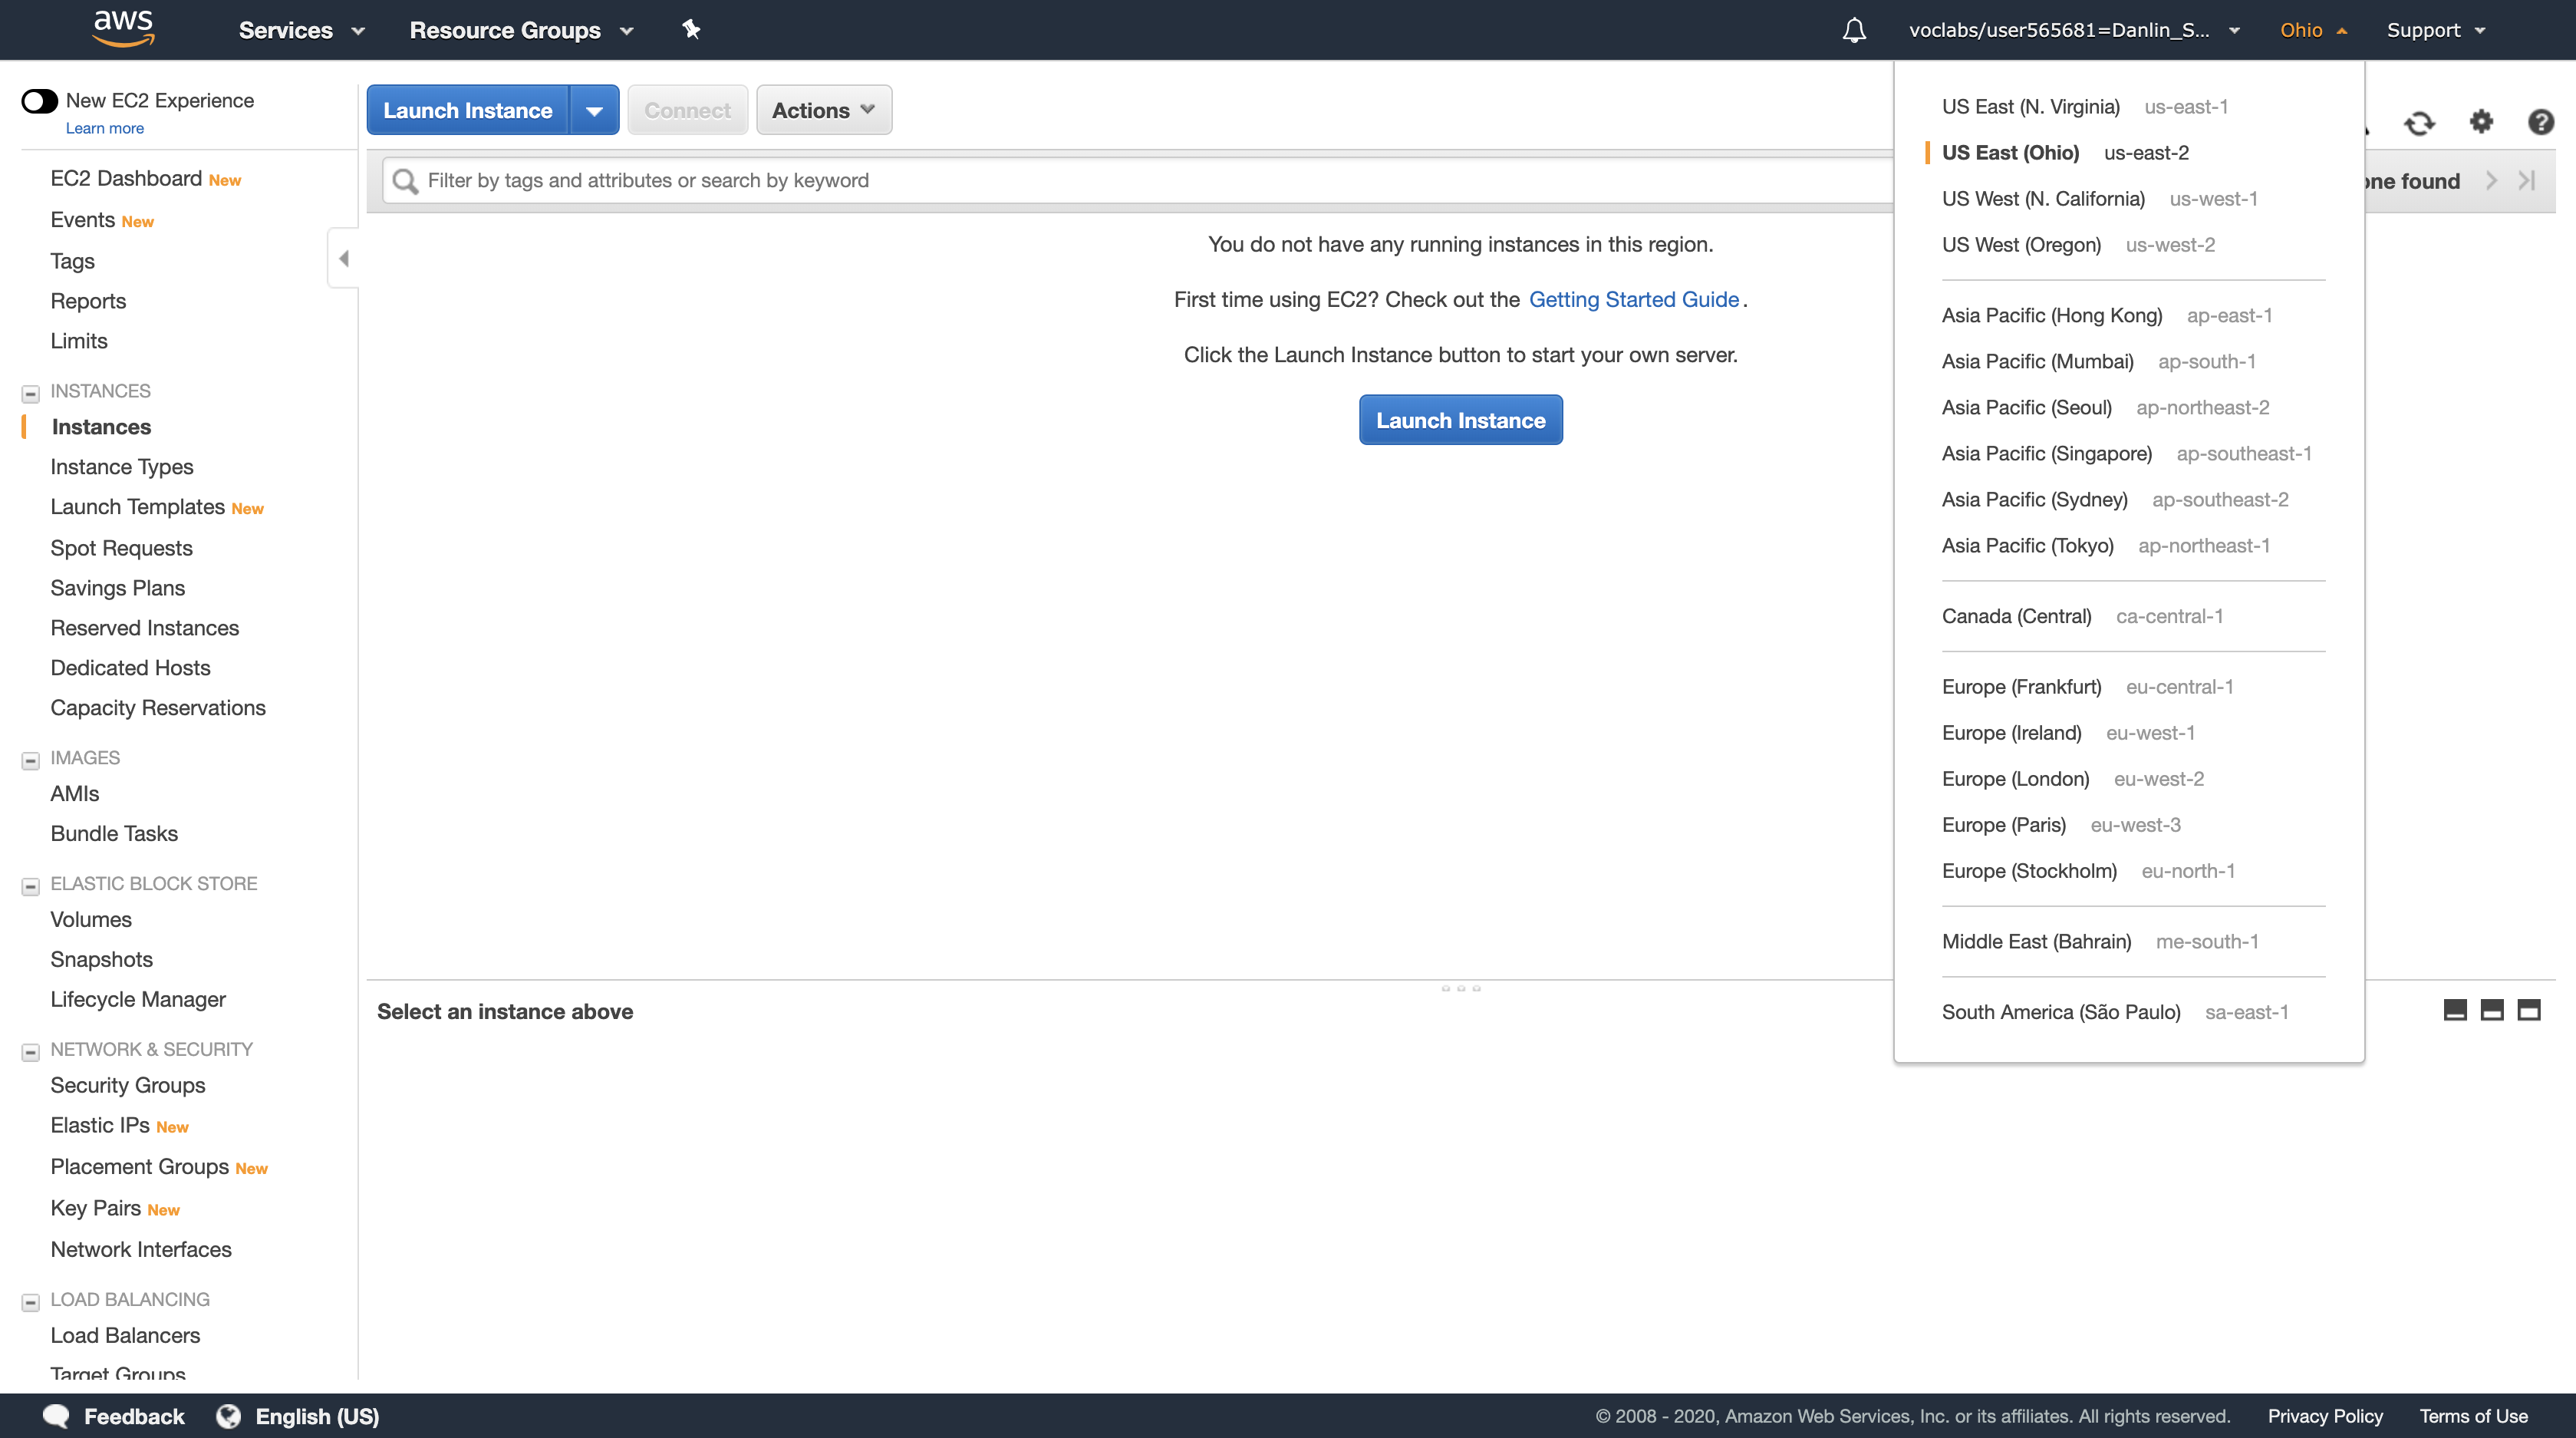 aws
Services
Resource Groups
voclabs/user565681=Danlin_S...
Ohio
Support
New EC2 Experience
Learn more
EC2 Dashboard New
Events New
Tags
Reports
Limits
INSTANCES
Instances
Instance Types
Launch Templates New
Spot Requests
Savings Plans
Reserved Instances
Dedicated Hosts
Capacity Reservations
IMAGES
AMIs
Bundle Tasks
ELASTIC BLOCK STORE
Volumes
Snapshots
Lifecycle Manager
NETWORK & SECURITY
Security Groups
Elastic IPs New
Placement Groups New
Key Pairs New
Network Interfaces
LOAD BALANCING
Load Balancers
Target Groups
Launch Instance
Connect
Actions
Filter by tags and attributes or search by keyword
found
You do not have any running instances in this region.
First time using EC2? Check out the Getting Started Guide.
Click the Launch Instance button to start your own server.
Launch Instance
Select an instance above
US East (N. Virginia) us-east-1
US East (Ohio) us-east-2
US West (N. California) us-west-1
US West (Oregon) us-west-2
Asia Pacific (Hong Kong) ap-east-1
Asia Pacific (Mumbai) ap-south-1
Asia Pacific (Seoul) ap-northeast-2
Asia Pacific (Singapore) ap-southeast-1
Asia Pacific (Sydney) ap-southeast-2
Asia Pacific (Tokyo) ap-northeast-1
Canada (Central) ca-central-1
Europe (Frankfurt) eu-central-1
Europe (Ireland) eu-west-1
Europe (London) eu-west-2
Europe (Paris) eu-west-3
Europe (Stockholm) eu-north-1
Middle East (Bahrain) me-south-1
South America (São Paulo) sa-east-1
Feedback
English (US)
© 2008 - 2020, Amazon Web Services, Inc. or its affiliates. All rights reserved.
Privacy Policy
Terms of Use